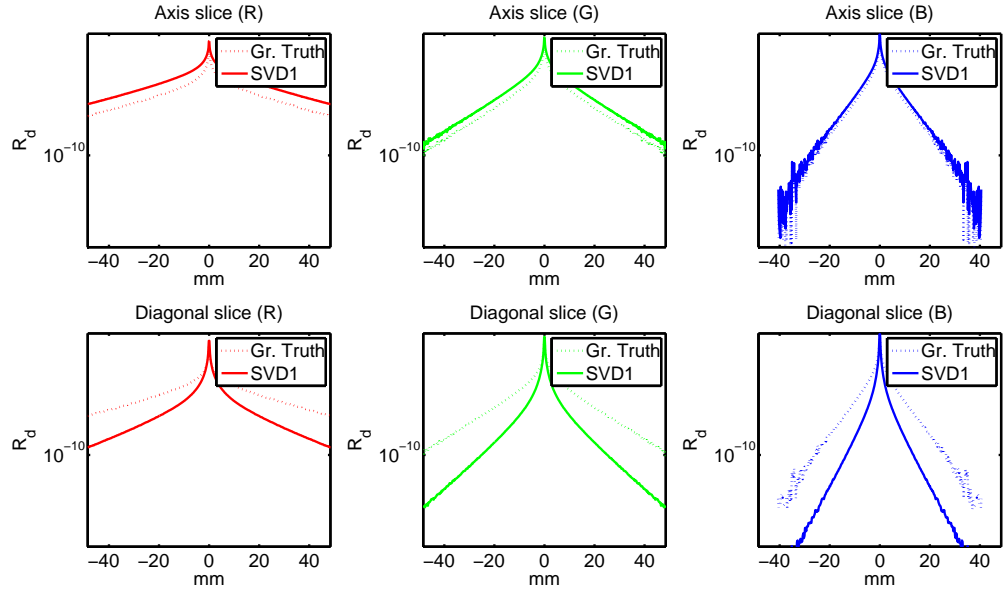 Axis slice (R)
Axis slice (G)
Axis slice (B)
Gr. Truth
SVD1
Gr. Truth
SVD1
Gr. Truth
SVD1
R_d
10^−10
R_d
10^−10
R_d
10^−10
−40 −20 0 20 40
−40 −20 0 20 40
−40 −20 0 20 40
mm
mm
mm
Diagonal slice (R)
Diagonal slice (G)
Diagonal slice (B)
Gr. Truth
SVD1
Gr. Truth
SVD1
Gr. Truth
SVD1
R_d
10^−10
R_d
10^−10
R_d
10^−10
−40 −20 0 20 40
−40 −20 0 20 40
−40 −20 0 20 40
mm
mm
mm